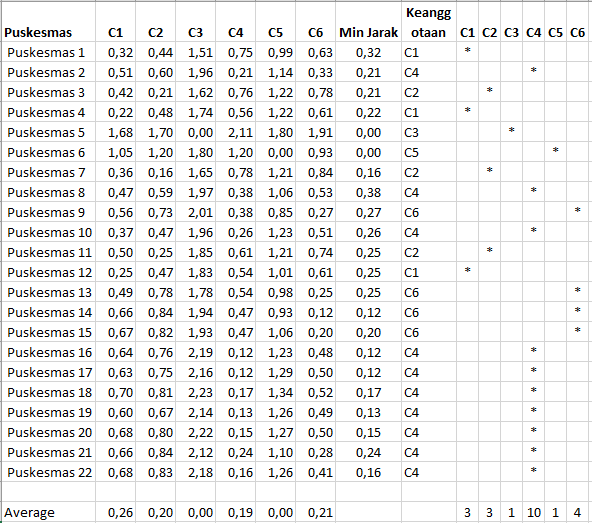 Keangg
Puskesmas C1 C2 C3 C4 C5 C6 Min Jarak otaan C1 C2 C3 C4 C5 C6
Puskesmas 1 0,32 0,44 1,51 0,75 0,99 0,63 0,32 C1 *
Puskesmas 2 0,51 0,60 1,96 0,21 1,14 0,33 0,21 C4 *
Puskesmas 3 0,42 0,21 1,62 0,76 1,22 0,78 0,21 C2 *
Puskesmas 4 0,22 0,48 1,74 0,56 1,22 0,61 0,22 C1 *
Puskesmas 5 1,68 1,70 0,00 2,11 1,80 1,91 0,00 C3 *
Puskesmas 6 1,05 1,20 1,80 1,20 0,00 0,93 0,00 C5 *
Puskesmas 7 0,36 0,16 1,65 0,78 1,21 0,84 0,16 C2 *
Puskesmas 8 0,47 0,59 1,97 0,38 1,06 0,53 0,38 C4 *
Puskesmas 9 0,56 0,73 2,01 0,38 0,85 0,27 0,27 C6 *
Puskesmas 10 0,37 0,47 1,96 0,26 1,23 0,51 0,26 C4 *
Puskesmas 11 0,50 0,25 1,85 0,61 1,21 0,74 0,25 C2 *
Puskesmas 12 0,25 0,47 1,83 0,54 1,01 0,61 0,25 C1 *
Puskesmas 13 0,49 0,78 1,78 0,54 0,98 0,25 0,25 C6 *
Puskesmas 14 0,66 0,84 1,94 0,47 0,93 0,12 0,12 C6 *
Puskesmas 15 0,67 0,82 1,93 0,47 1,06 0,20 0,20 C6 *
Puskesmas 16 0,64 0,76 2,19 0,12 1,23 0,48 0,12 C4 *
Puskesmas 17 0,63 0,75 2,16 0,12 1,29 0,50 0,12 C4 *
Puskesmas 18 0,70 0,81 2,23 0,17 1,34 0,52 0,17 C4 *
Puskesmas 19 0,60 0,67 2,14 0,13 1,26 0,49 0,13 C4 *
Puskesmas 20 0,68 0,80 2,22 0,15 1,27 0,50 0,15 C4 *
Puskesmas 21 0,66 0,84 2,12 0,24 1,10 0,28 0,24 C4 *
Puskesmas 22 0,68 0,83 2,18 0,16 1,26 0,41 0,16 C4 *
Average 0,26 0,20 0,00 0,19 0,00 0,21 3 3 1 10 1 4